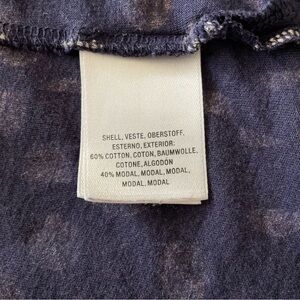 SHELL, VESTE, OBERSTOFF,
ESTERNO, EXTERIOR:
60% COTTON, COTON, BAUMWOLLE,
COTONE, ALGODON
40% MODAL, MODAL, MODAL,
MODAL, MODAL